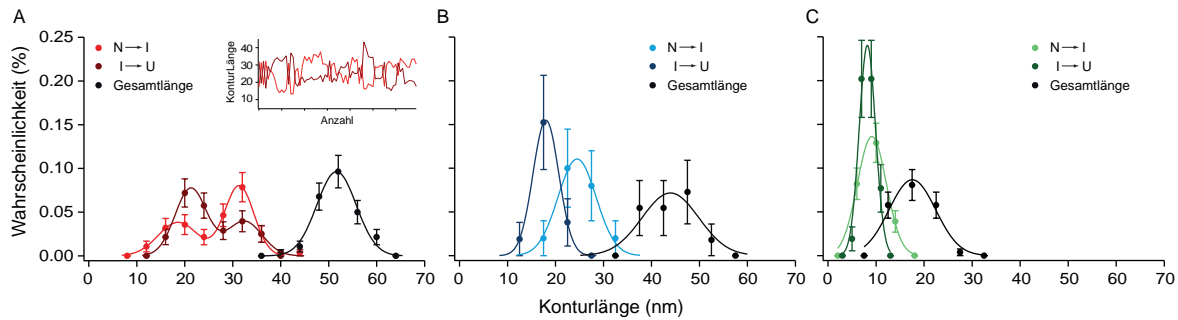 A
B
C
Wahrscheinlichkeit (%)
0.25
0.20
0.15
0.10
0.05
0.00
N → I
I → U
Gesamtlänge
KonturLänge
40
30
20
10
Anzahl
0 10 20 30 40 50 60 70
N → I
I → U
Gesamtlänge
0 10 20 30 40 50 60 70
N → I
I → U
Gesamtlänge
0 10 20 30 40 50 60 70
Konturlänge (nm)